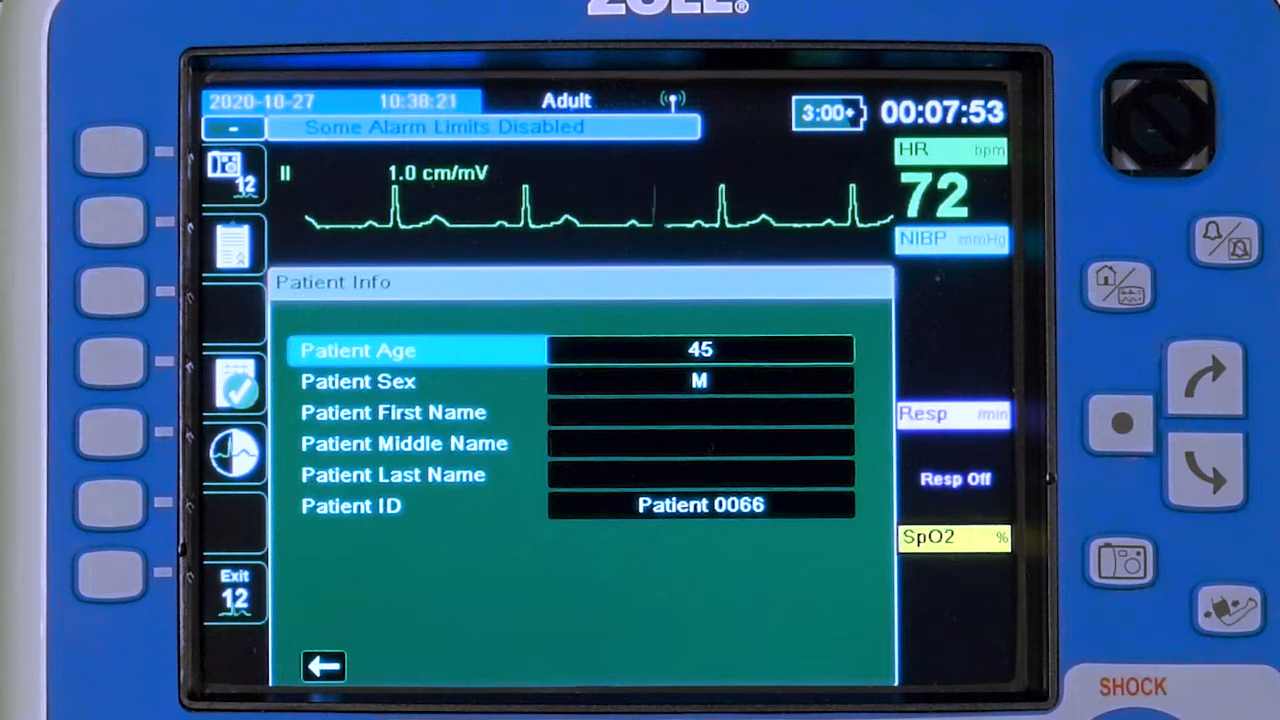 ZOLL®
2020-10-27 10:38:21 Adult 3:00+ 00:07:53
- Some Alarm Limits Disabled
HR bpm
12
II 1.0 cm/mV
72
NIBP mmHg
Patient Info
Patient Age 45
Patient Sex M
Patient First Name
Resp /min
Patient Middle Name
Patient Last Name
Resp Off
Patient ID Patient 0066
SpO2 %
Exit
12
SHOCK